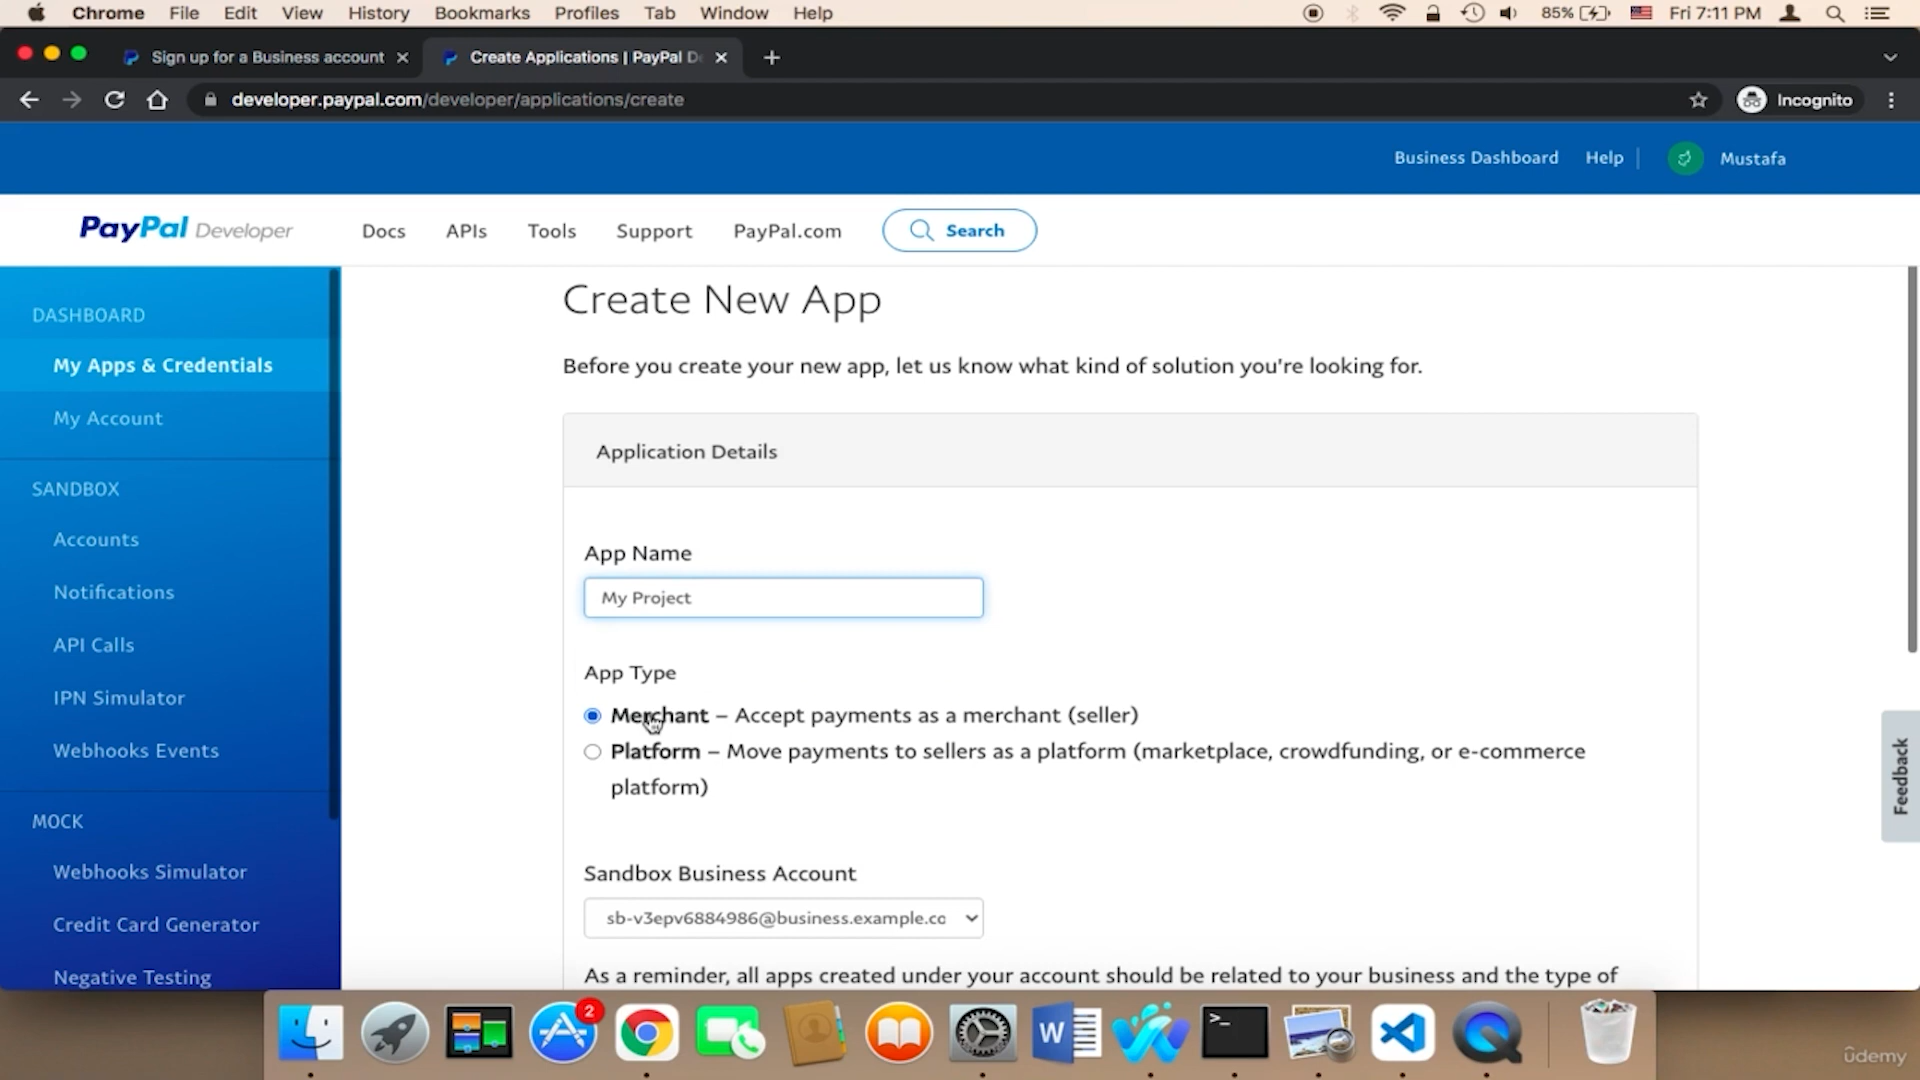 Chrome File Edit View History Bookmarks Profiles Tab Window Help 85% Fri 7:11 PM
Sign up for a Business account Create Applications | PayPal D
developer.paypal.com/developer/applications/create Incognito
Business Dashboard Help | Mustafa
PayPal Developer Docs APIs Tools Support PayPal.com Search
DASHBOARD
My Apps & Credentials
My Account
SANDBOX
Accounts
Notifications
API Calls
IPN Simulator
Webhooks Events
MOCK
Webhooks Simulator
Credit Card Generator
Negative Testing
Create New App
Before you create your new app, let us know what kind of solution you're looking for.
Application Details
App Name
My Project
App Type
Merchant – Accept payments as a merchant (seller)
Platform – Move payments to sellers as a platform (marketplace, crowdfunding, or e-commerce
platform)
Sandbox Business Account
sb-v3epv6884986@business.example.co
As a reminder, all apps created under your account should be related to your business and the type of
Feedback
2
W
>_
ûdemy